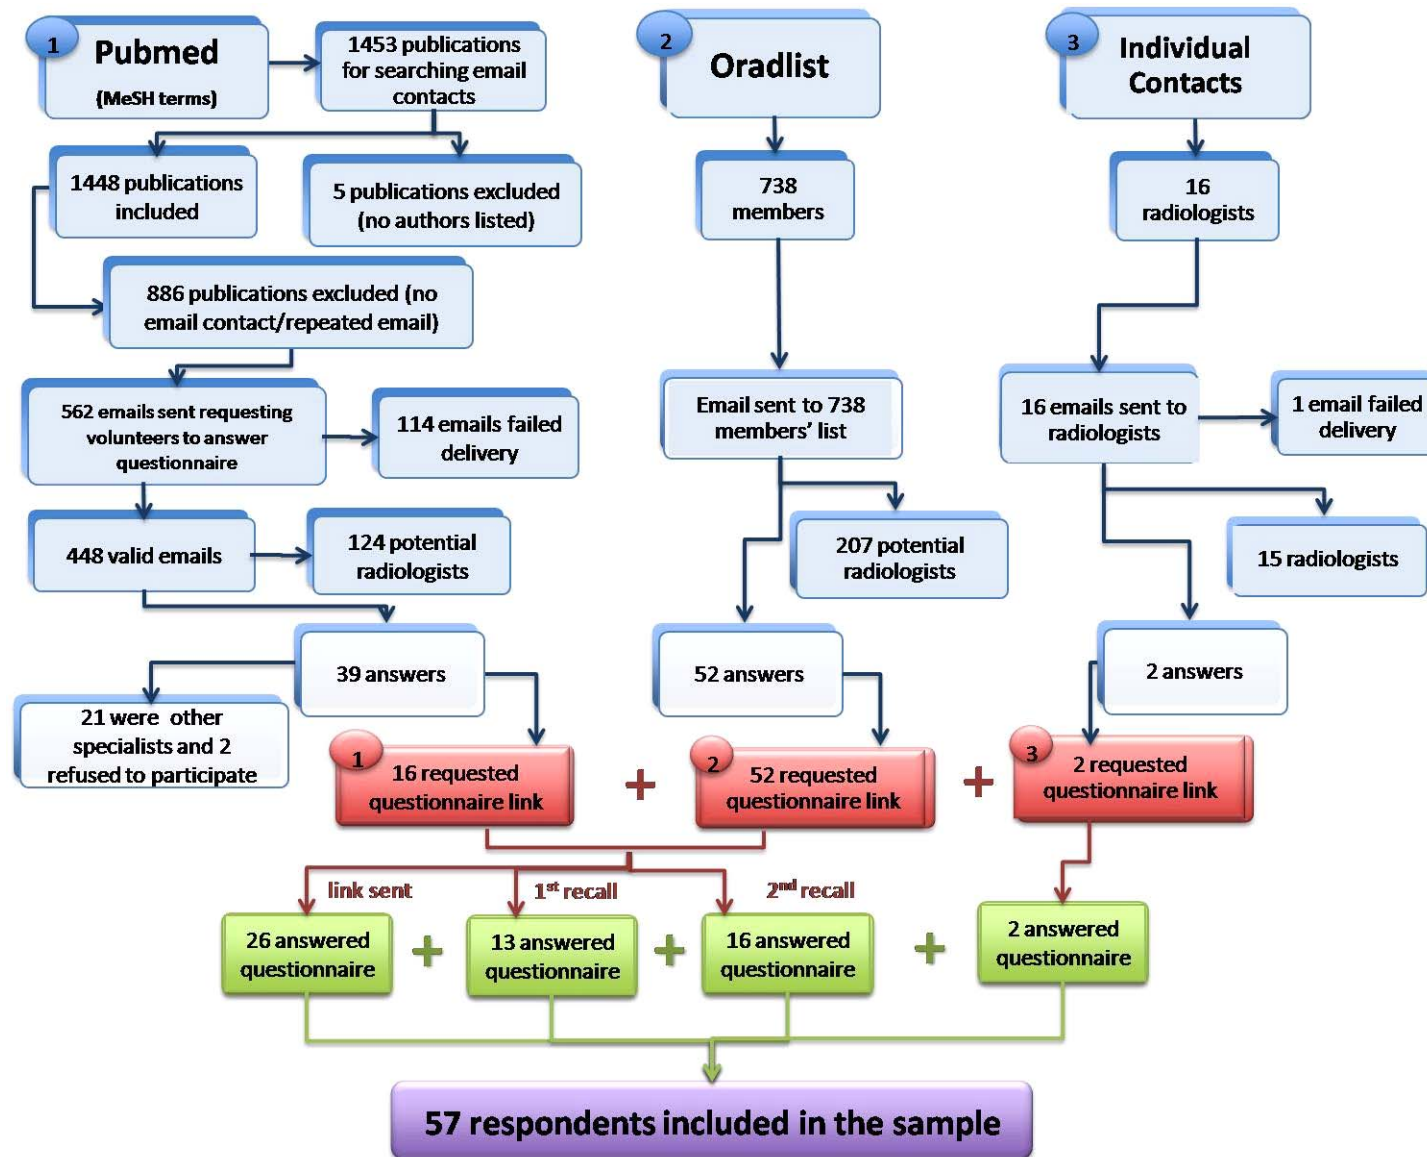 1
Pubmed
(MeSH terms)
1453 publications
for searching email
contacts
1448 publications
included
5 publications excluded
(no authors listed)
886 publications excluded (no
email contact/repeated email)
562 emails sent requesting
volunteers to answer
questionnaire
114 emails failed
delivery
448 valid emails
124 potential
radiologists
39 answers
21 were other
specialists and 2
refused to participate
2
Oradlist
738
members
Email sent to 738
members' list
207 potential
radiologists
52 answers
3
Individual
Contacts
16
radiologists
16 emails sent to
radiologists
1 email failed
delivery
15 radiologists
2 answers
1
16 requested
questionnaire link
+
2
52 requested
questionnaire link
+
3
2 requested
questionnaire link
link sent
1st recall
2nd recall
26 answered
questionnaire
+
13 answered
questionnaire
+
16 answered
questionnaire
+
2 answered
questionnaire
57 respondents included in the sample